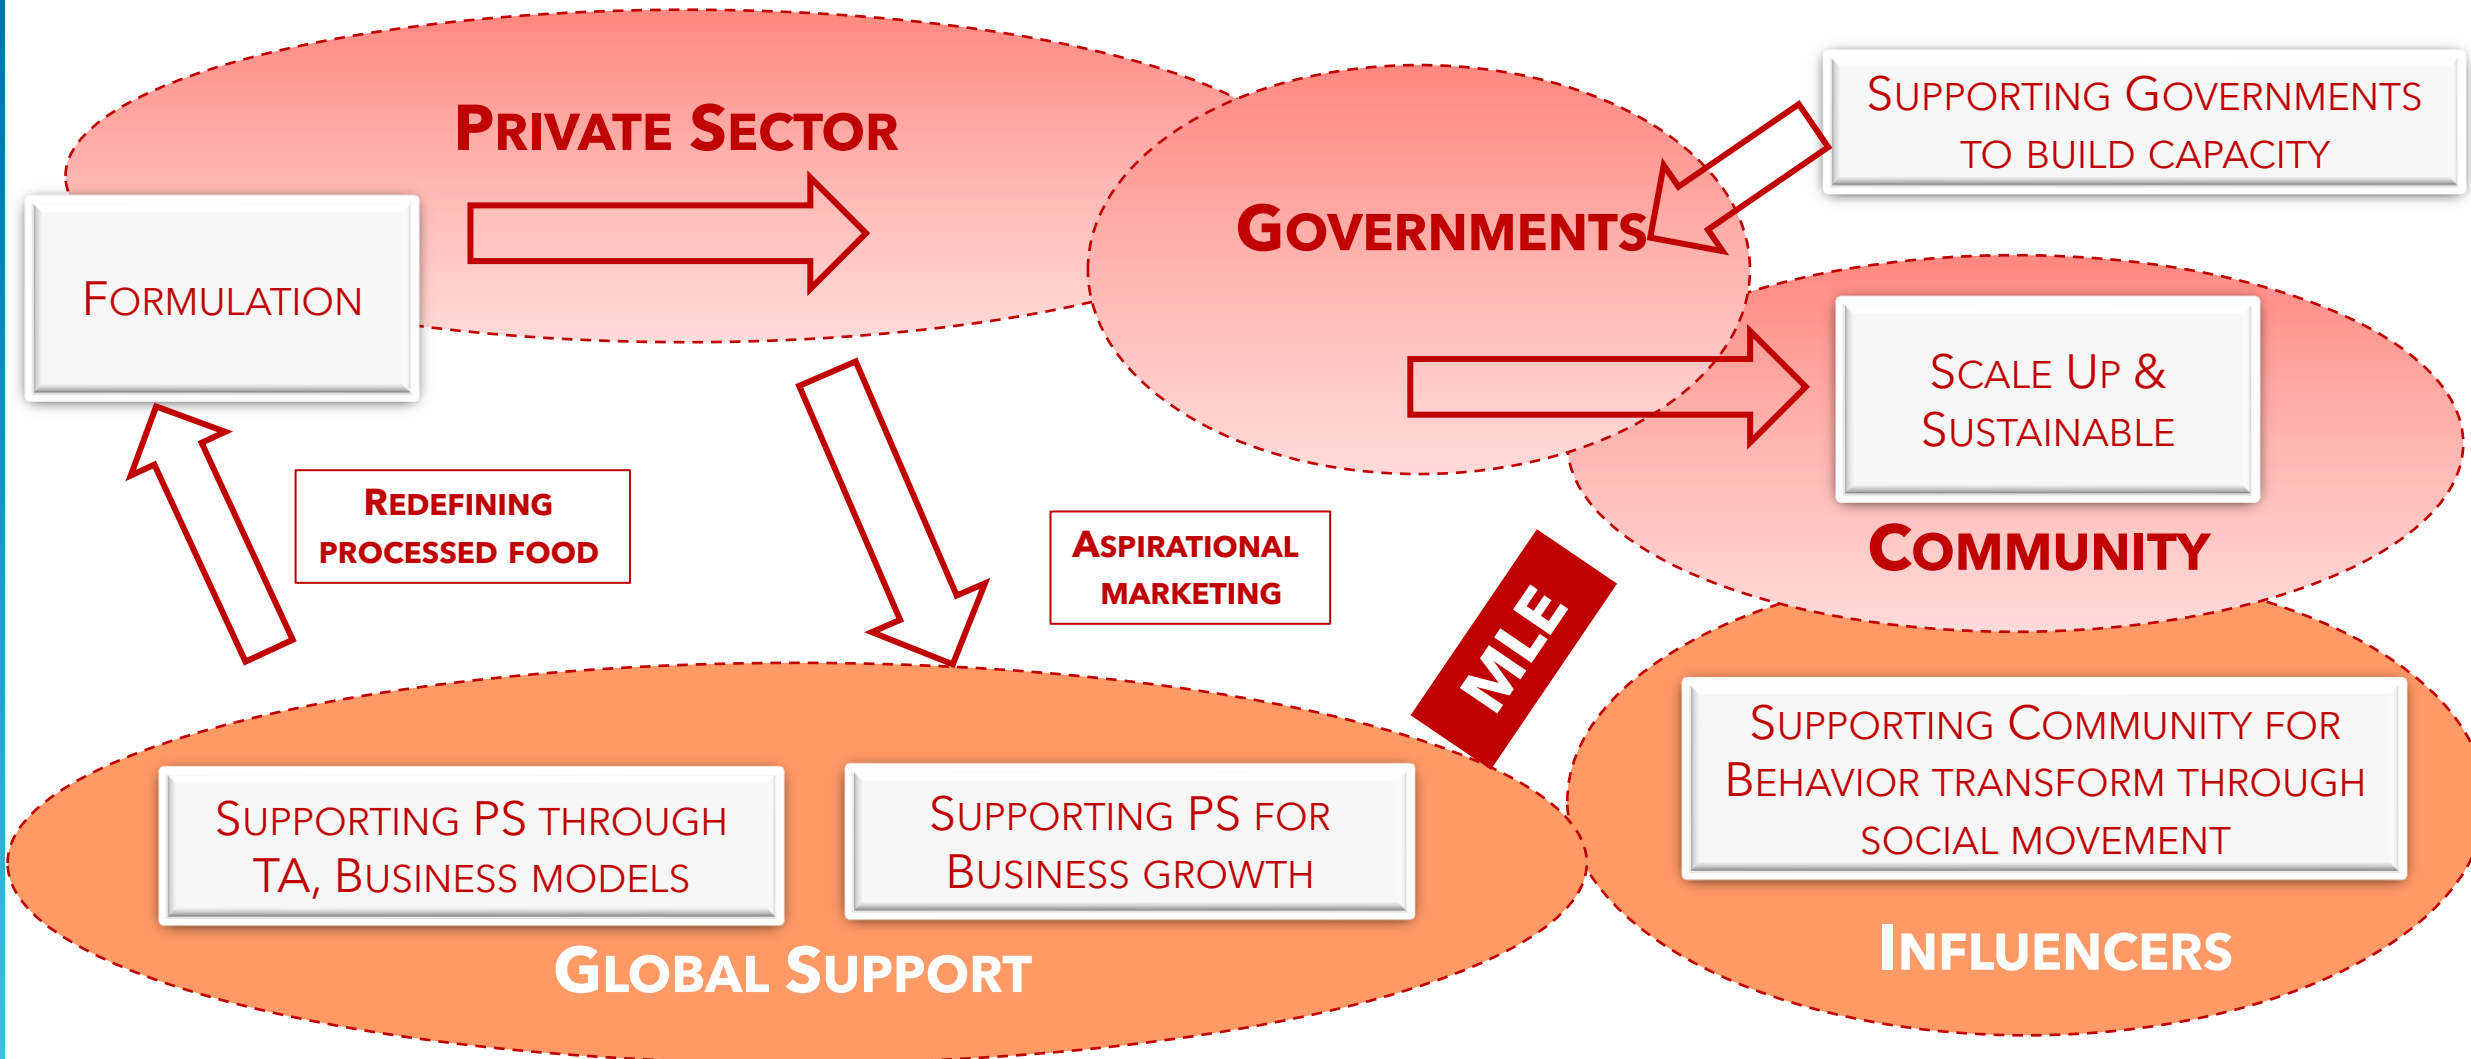 Private Sector
Supporting Governments
to build capacity
Governments
Formulation
Scale Up &
Sustainable
Community
Redefining
processed food
Aspirational
marketing
MLE
Supporting Community for
Behavior transform through
social movement
Influencers
Supporting PS through
TA, Business models
Supporting PS for
Business growth
Global Support